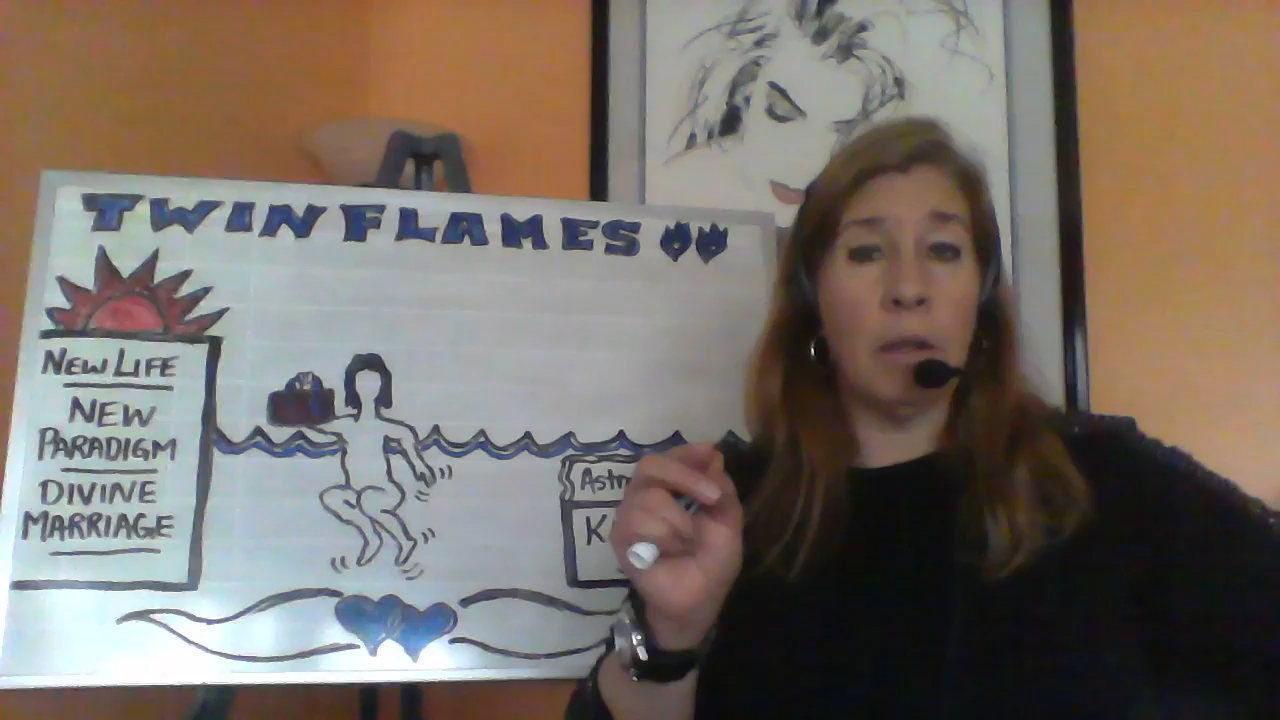 TWIN FLAMES
NEW LIFE
NEW
PARADIGM
DIVINE
MARRIAGE